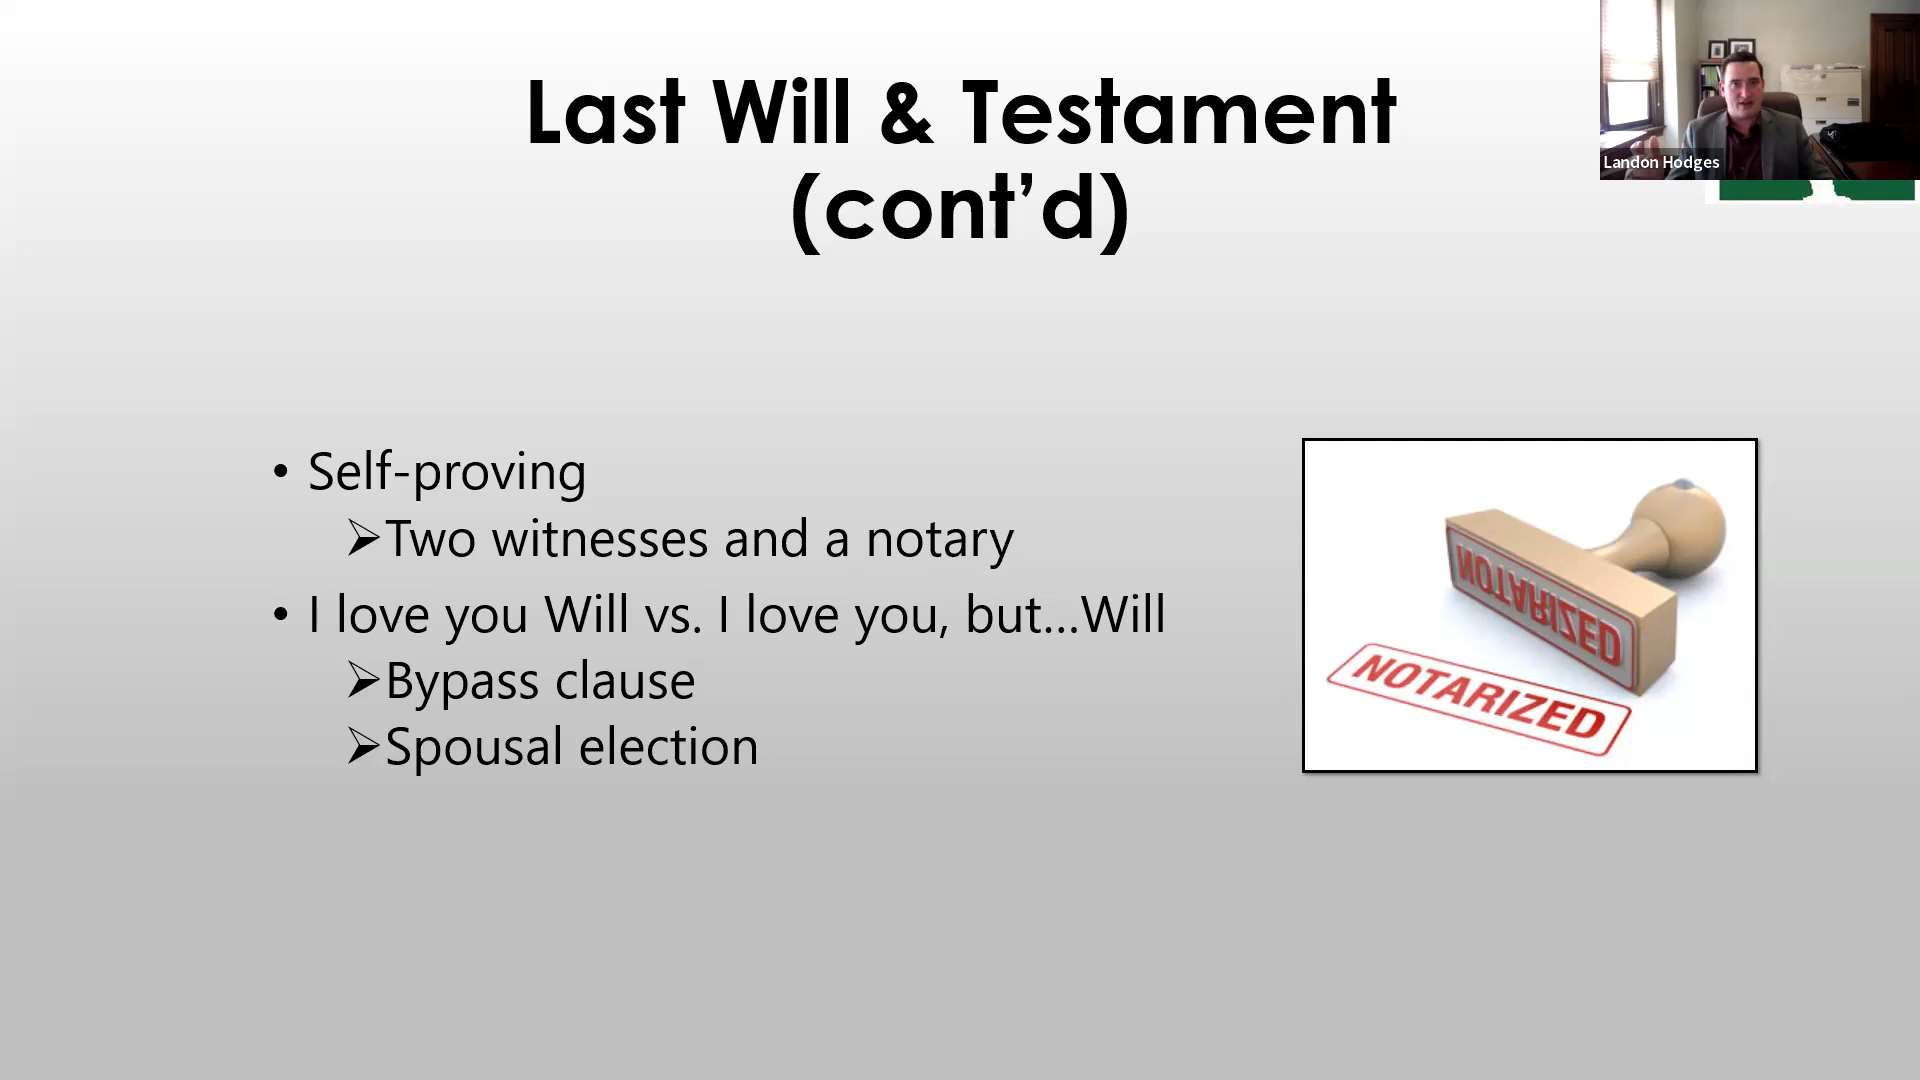 Last Will & Testament
(cont’d)
Landon Hodges
• Self-proving
➢Two witnesses and a notary
• I love you Will vs. I love you, but…Will
➢Bypass clause
➢Spousal election
NOTARIZED
NOTARIZED